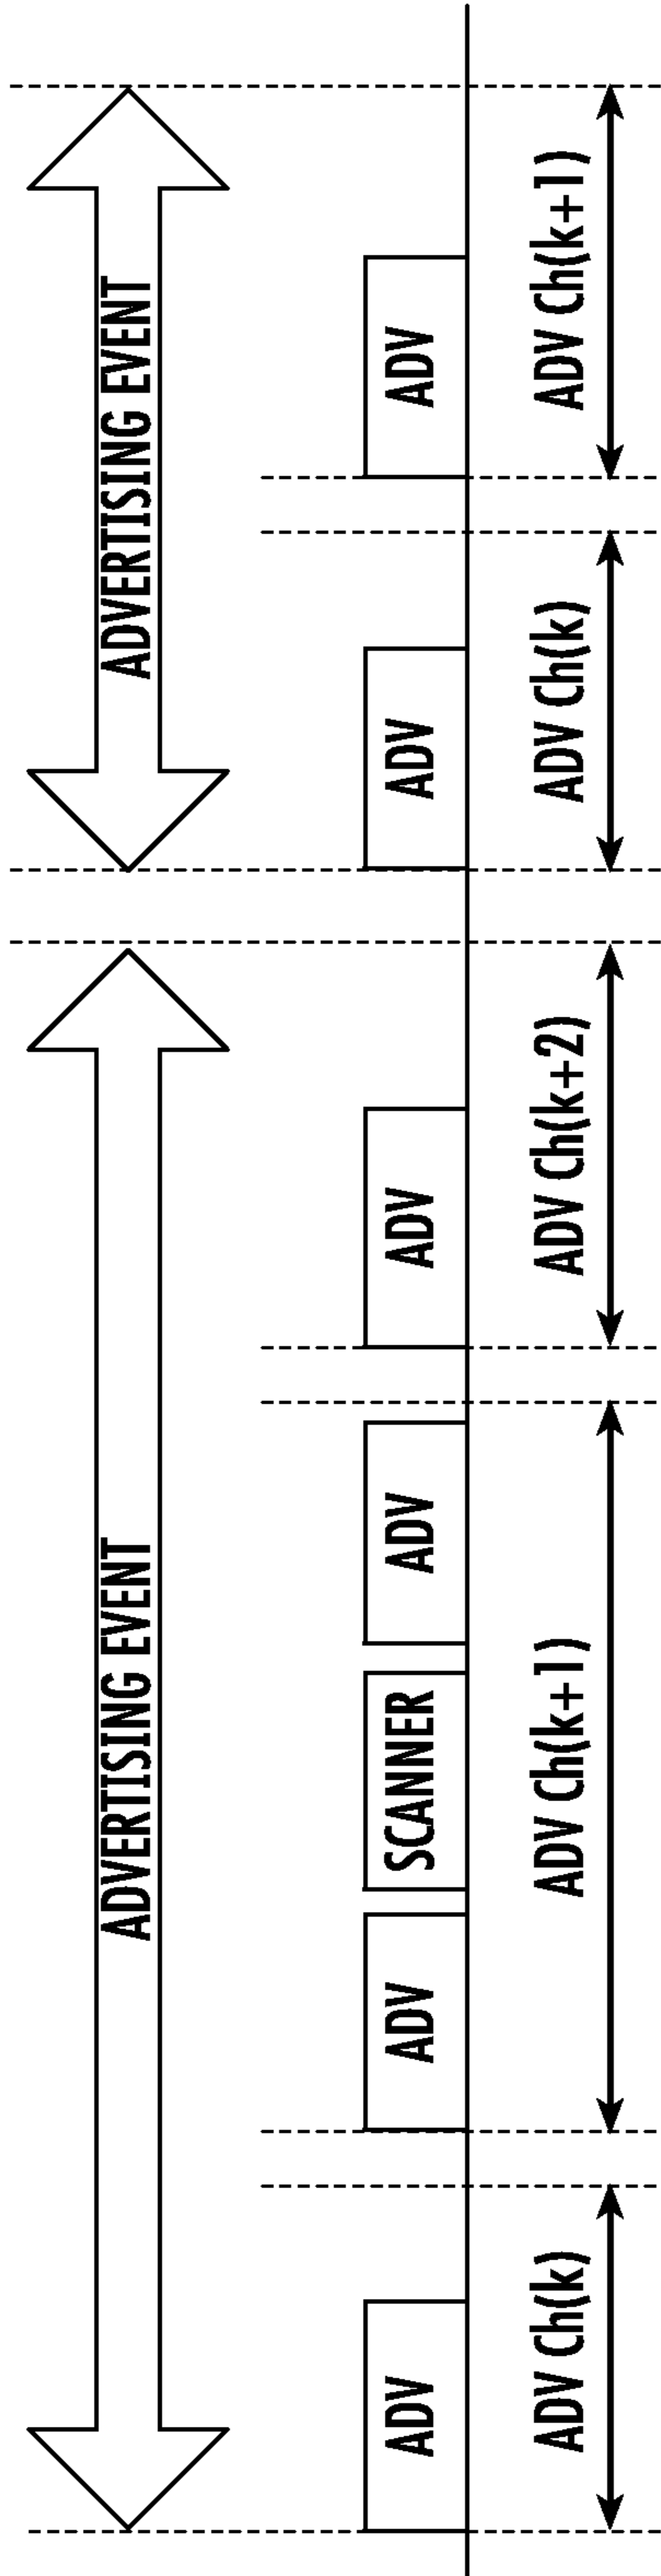 ADVERTISING EVENT
ADVERTISING EVENT
ADV
ADV
SCANNER
ADV
ADV
ADV
ADV
ADV Ch(k)
ADV Ch(k+1)
ADV Ch(k+2)
ADV Ch(k)
ADV Ch(k+1)